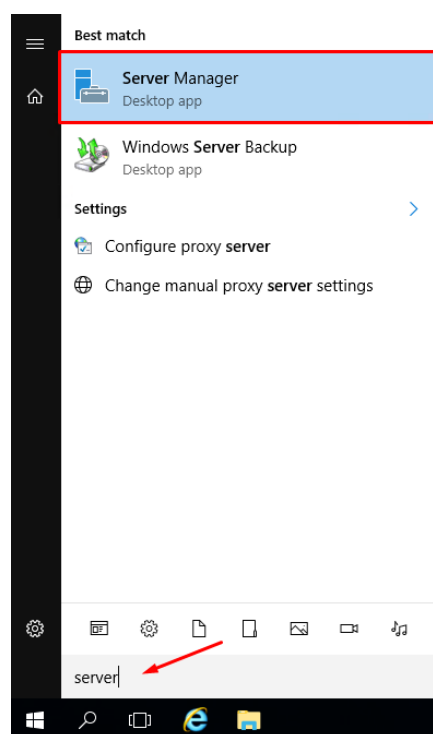 Best match
Server Manager
Desktop app
Windows Server Backup
Desktop app
Settings
Configure proxy server
Change manual proxy server settings
server